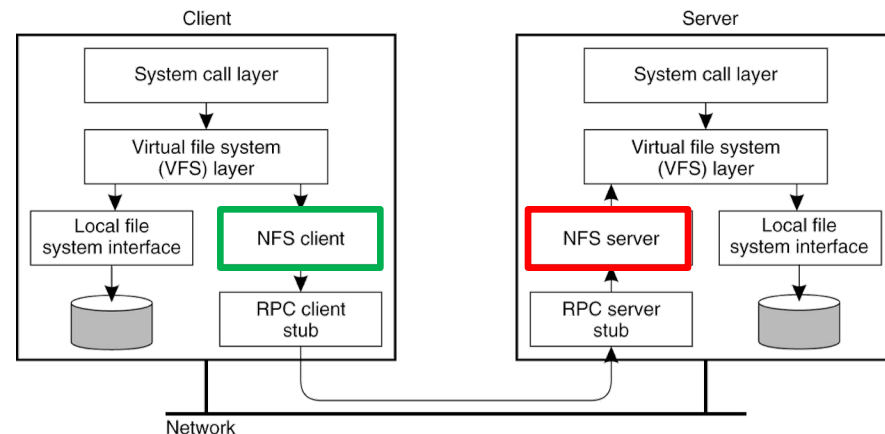 Client
Server
System call layer
System call layer
Virtual file system
(VFS) layer
Virtual file system
(VFS) layer
Local file
system interface
NFS client
NFS server
Local file
system interface
RPC client
stub
RPC server
stub
Network